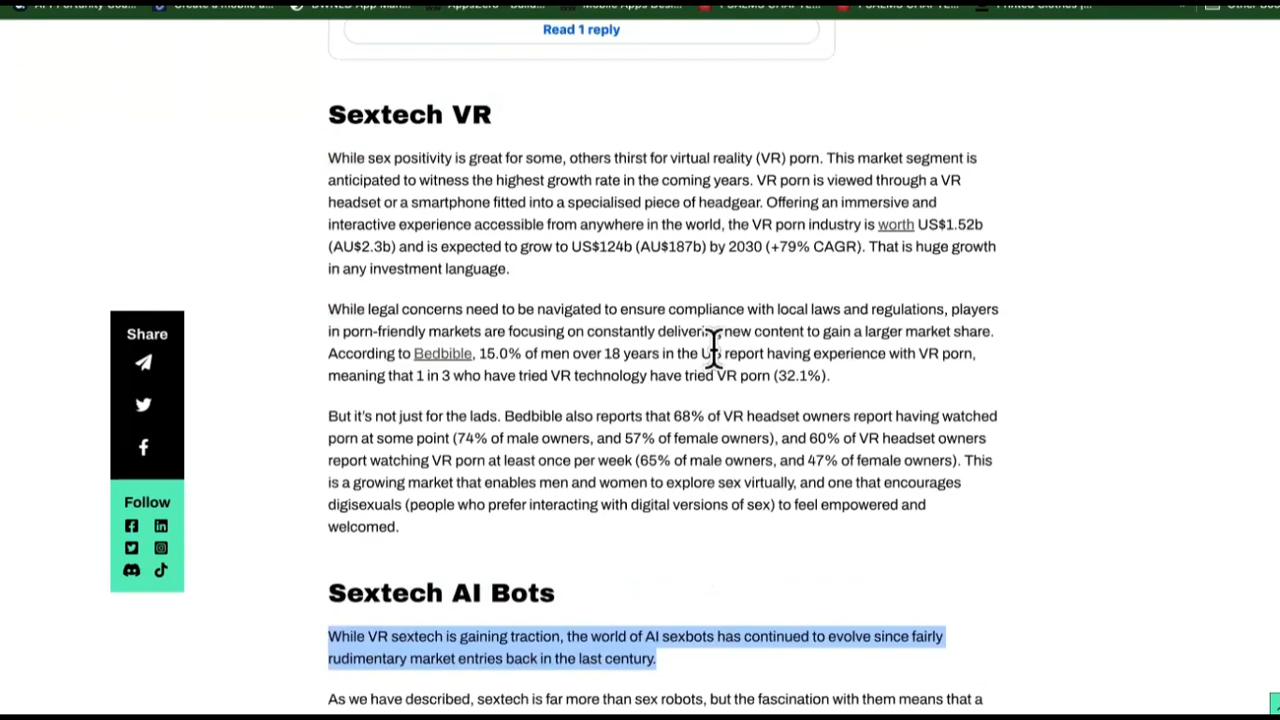 Read 1 reply
Sextech VR
While sex positivity is great for some, others thirst for virtual reality (VR) porn. This market segment is
anticipated to witness the highest growth rate in the coming years. VR porn is viewed through a VR
headset or a smartphone fitted into a specialised piece of headgear. Offering an immersive and
interactive experience accessible from anywhere in the world, the VR porn industry is worth US$1.52b
(AU$2.3b) and is expected to grow to US$124b (AU$187b) by 2030 (+79% CAGR). That is huge growth
in any investment language.
While legal concerns need to be navigated to ensure compliance with local laws and regulations, players
in porn-friendly markets are focusing on constantly delivering new content to gain a larger market share.
According to Bedbible, 15.0% of men over 18 years in the US report having experience with VR porn,
meaning that 1 in 3 who have tried VR technology have tried VR porn (32.1%).
But it's not just for the lads. Bedbible also reports that 68% of VR headset owners report having watched
porn at some point (74% of male owners, and 57% of female owners), and 60% of VR headset owners
report watching VR porn at least once per week (65% of male owners, and 47% of female owners). This
is a growing market that enables men and women to explore sex virtually, and one that encourages
digisexuals (people who prefer interacting with digital versions of sex) to feel empowered and
welcomed.
Share
Follow
Sextech AI Bots
While VR sextech is gaining traction, the world of AI sexbots has continued to evolve since fairly
rudimentary market entries back in the last century.
As we have described, sextech is far more than sex robots, but the fascination with them means that a